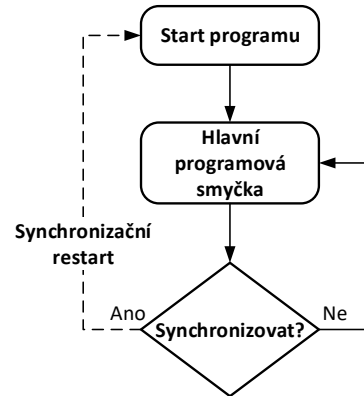 Start programu
Hlavní
programová
smyčka
Synchronizační
restart
Ano
Synchronizovat?
Ne